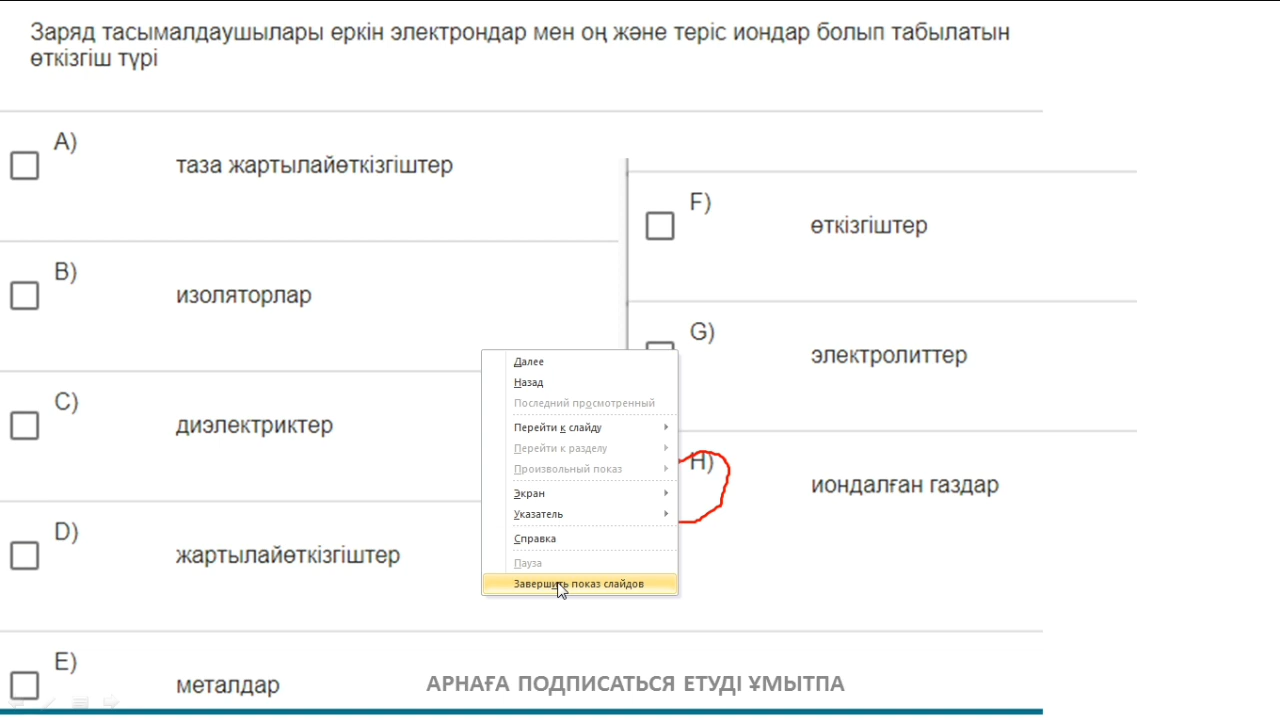 Заряд тасымалдаушылары еркін электрондар мен оң және теріс иондар болып табылатын
өткізгіш түрі
A)
таза жартылайөткізгіштер
B)
изоляторлар
C)
диэлектриктер
D)
жартылайөткізгіштер
E)
металдар
F)
өткізгіштер
G)
электролиттер
H)
иондалған газдар
Далее
Назад
Последний просмотренный
Перейти к слайду
Перейти к разделу
Произвольный показ
Экран
Указатель
Справка
Пауза
Завершить показ слайдов
АРНАҒА ПОДПИСАТЬСЯ ЕТУДІ ҰМЫТПА